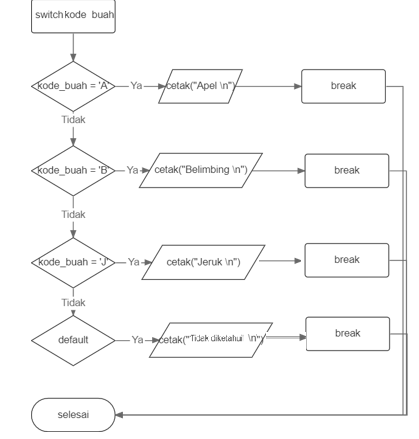 switch kode buah
kode_buah = 'A' Ya cetak("Apel \n") break
Tidak
kode_buah = 'B' Ya cetak("Belimbing \n") break
Tidak
kode_buah = 'J' Ya cetak("Jeruk \n") break
Tidak
default Ya cetak("Tidak diketahui \n") break
selesai